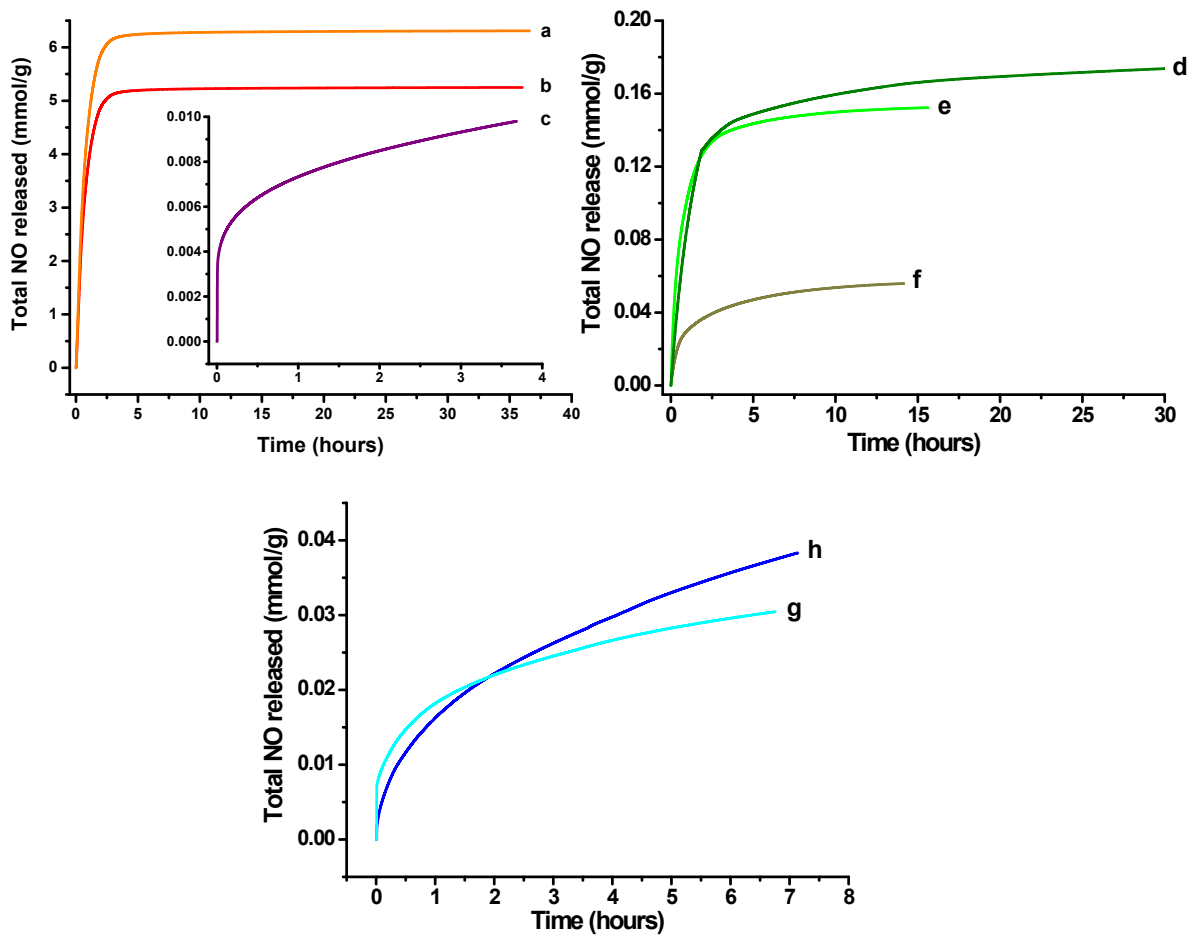 Total NO released (mmol/g)
6
5
4
3
2
1
0
0 5 10 15 20 25 30 35 40
Time (hours)
a
b
c
0.010
0.008
0.006
0.004
0.002
0.000
0 1 2 3 4
Total NO release (mmol/g)
0.20
0.16
0.12
0.08
0.04
0.00
0 5 10 15 20 25 30
Time (hours)
d
e
f
Total NO released (mmol/g)
0.04
0.03
0.02
0.01
0.00
0 1 2 3 4 5 6 7 8
Time (hours)
h
g